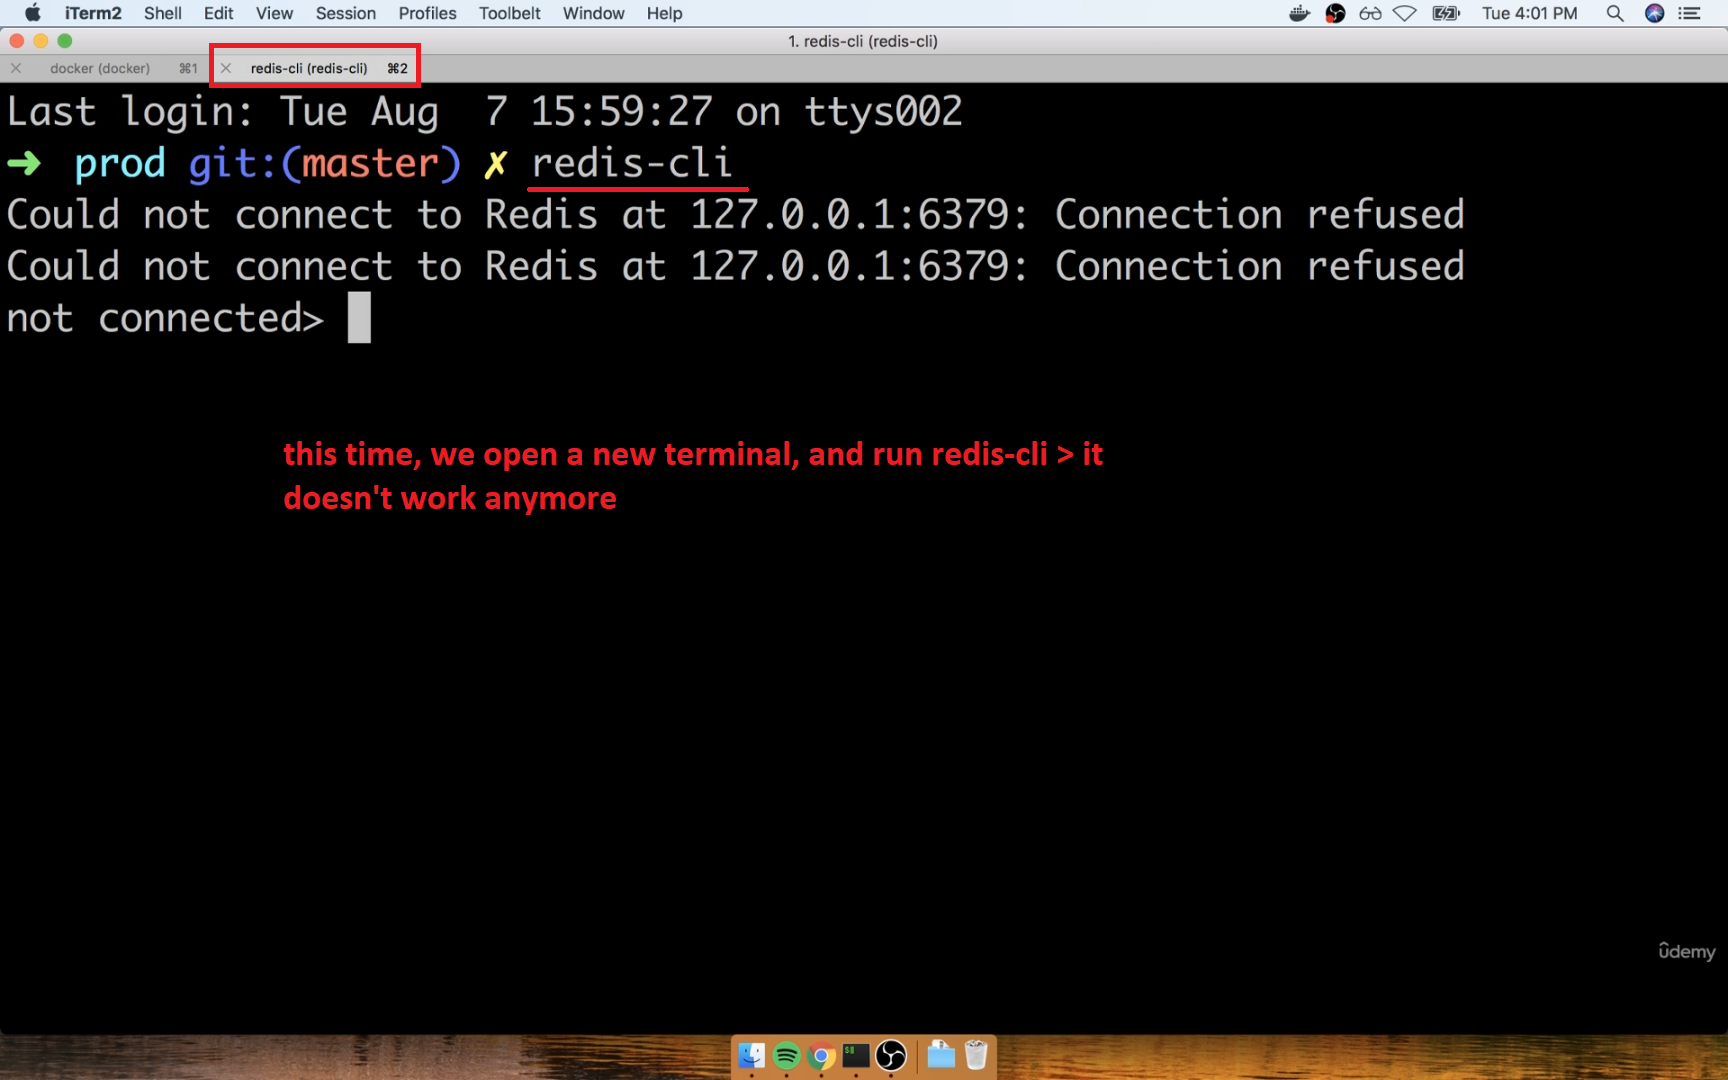 iTerm2 Shell Edit View Session Profiles Toolbelt Window Help Tue 4:01 PM
1. redis-cli (redis-cli)
docker (docker) ⌘1 redis-cli (redis-cli) ⌘2
Last login: Tue Aug  7 15:59:27 on ttys002
➜  prod git:(master) ✗ redis-cli
Could not connect to Redis at 127.0.0.1:6379: Connection refused
Could not connect to Redis at 127.0.0.1:6379: Connection refused
not connected>
this time, we open a new terminal, and run redis-cli > it
doesn't work anymore
ûdemy